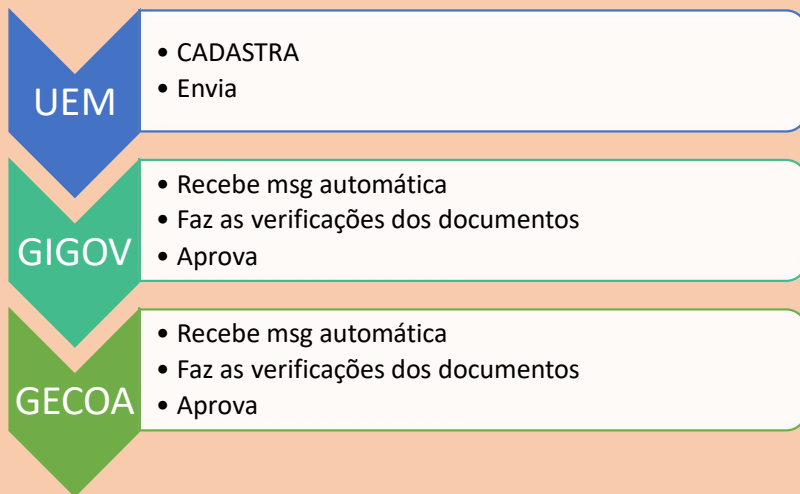 UEM
• CADASTRA
• Envia
GIGOV
• Recebe msg automática
• Faz as verificações dos documentos
• Aprova
GECOA
• Recebe msg automática
• Faz as verificações dos documentos
• Aprova